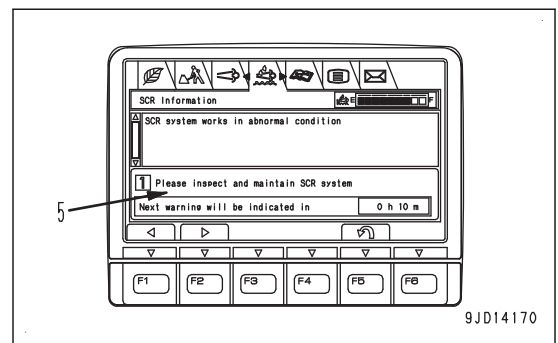 SCR Information
E F
SCR system works in abnormal condition
1 Please inspect and maintain SCR system
5
Next warning will be indicated in 0 h 10 m
F1 F2 F3 F4 F5 F6
9JD14170